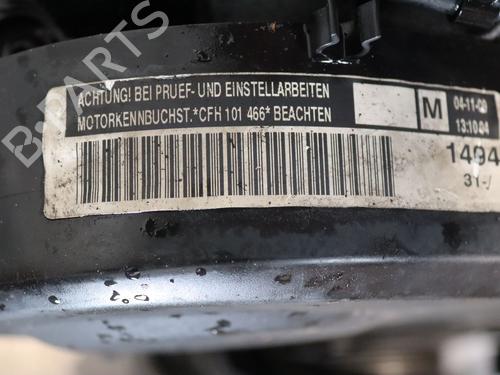 B-PARTS
ACHTUNG! BEI PRUEF- UND EINSTELLARBEITEN
MOTORKENNBUCHST. *CFH 101 466* BEACHTEN
M
04-11-09
13:10:04
1494
31-/